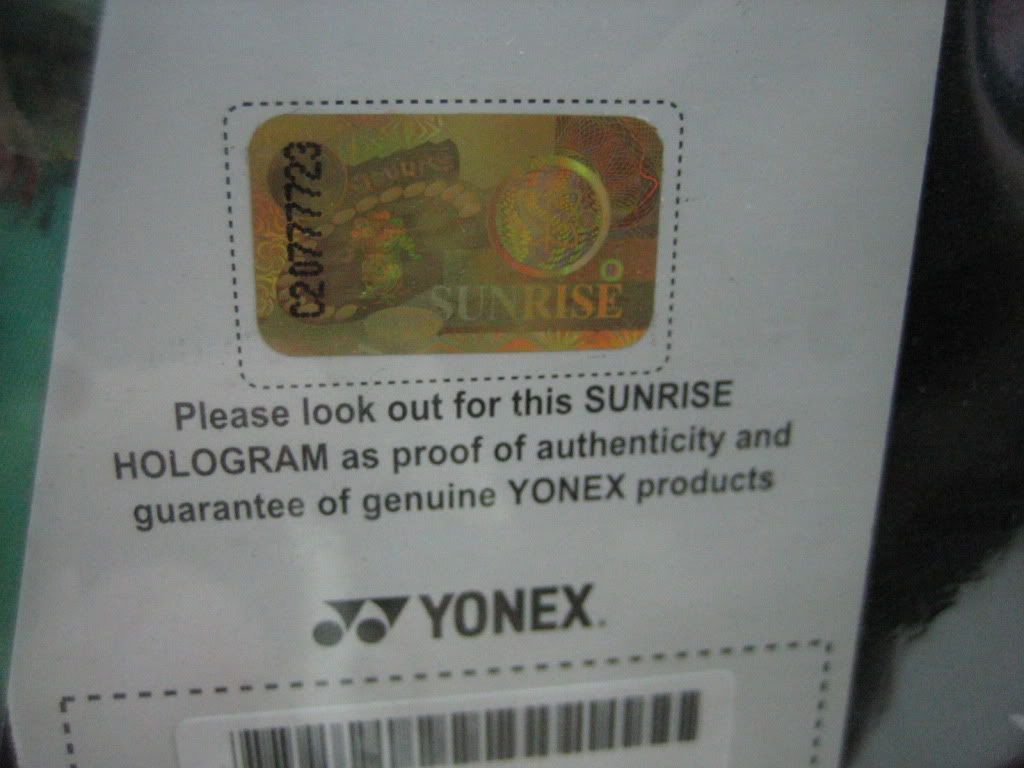 C20777723
SUNRISE
Please look out for this SUNRISE
HOLOGRAM as proof of authenticity and
guarantee of genuine YONEX products
YONEX